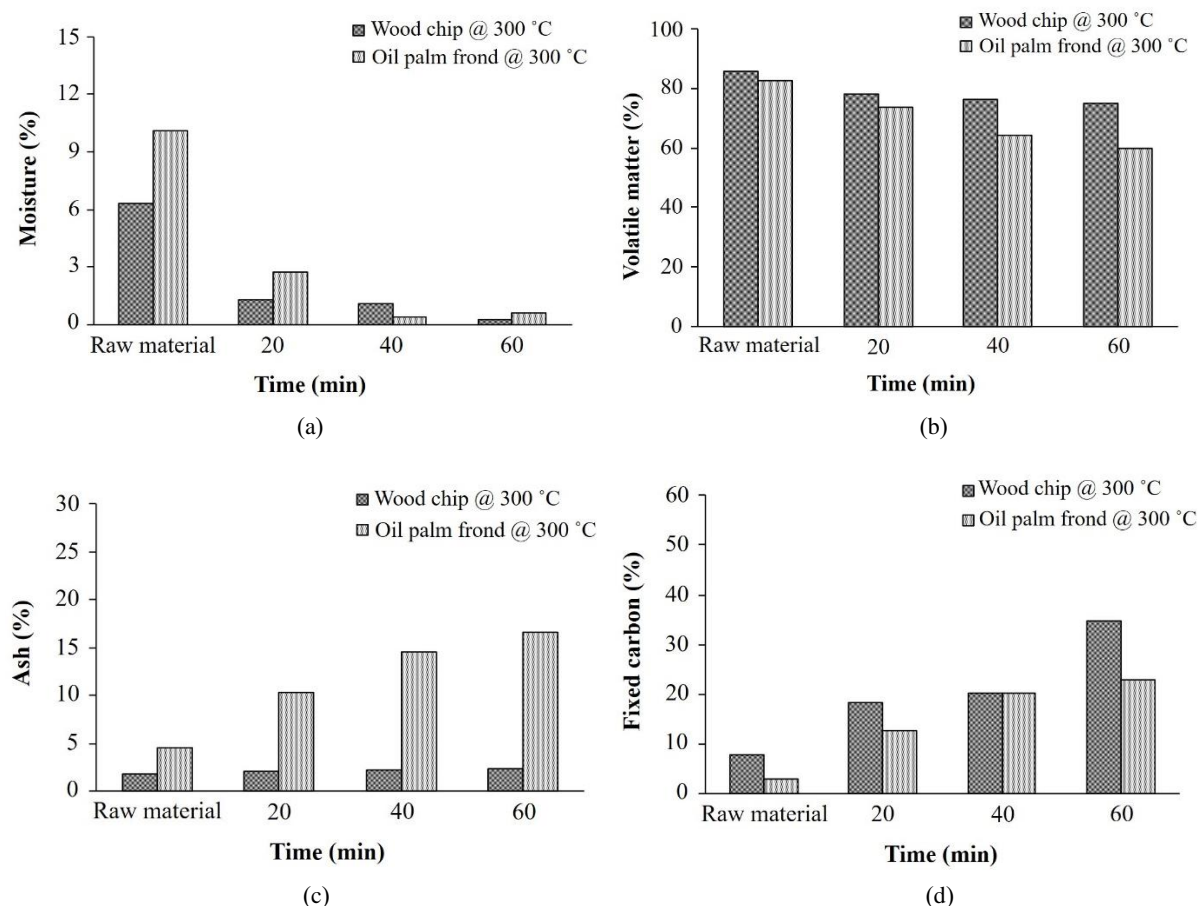 Moisture (%)
15
12
9
6
3
0
Wood chip @ 300 ˚C
Oil palm frond @ 300 ˚C
Raw material 20 40 60
Time (min)
(a)
Volatile matter (%)
100
80
60
40
20
0
Wood chip @ 300 ˚C
Oil palm frond @ 300 ˚C
Raw material 20 40 60
Time (min)
(b)
Ash (%)
30
25
20
15
10
5
0
Wood chip @ 300 ˚C
Oil palm frond @ 300 ˚C
Raw material 20 40 60
Time (min)
(c)
Fixed carbon (%)
60
50
40
30
20
10
0
Wood chip @ 300 ˚C
Oil palm frond @ 300 ˚C
Raw material 20 40 60
Time (min)
(d)